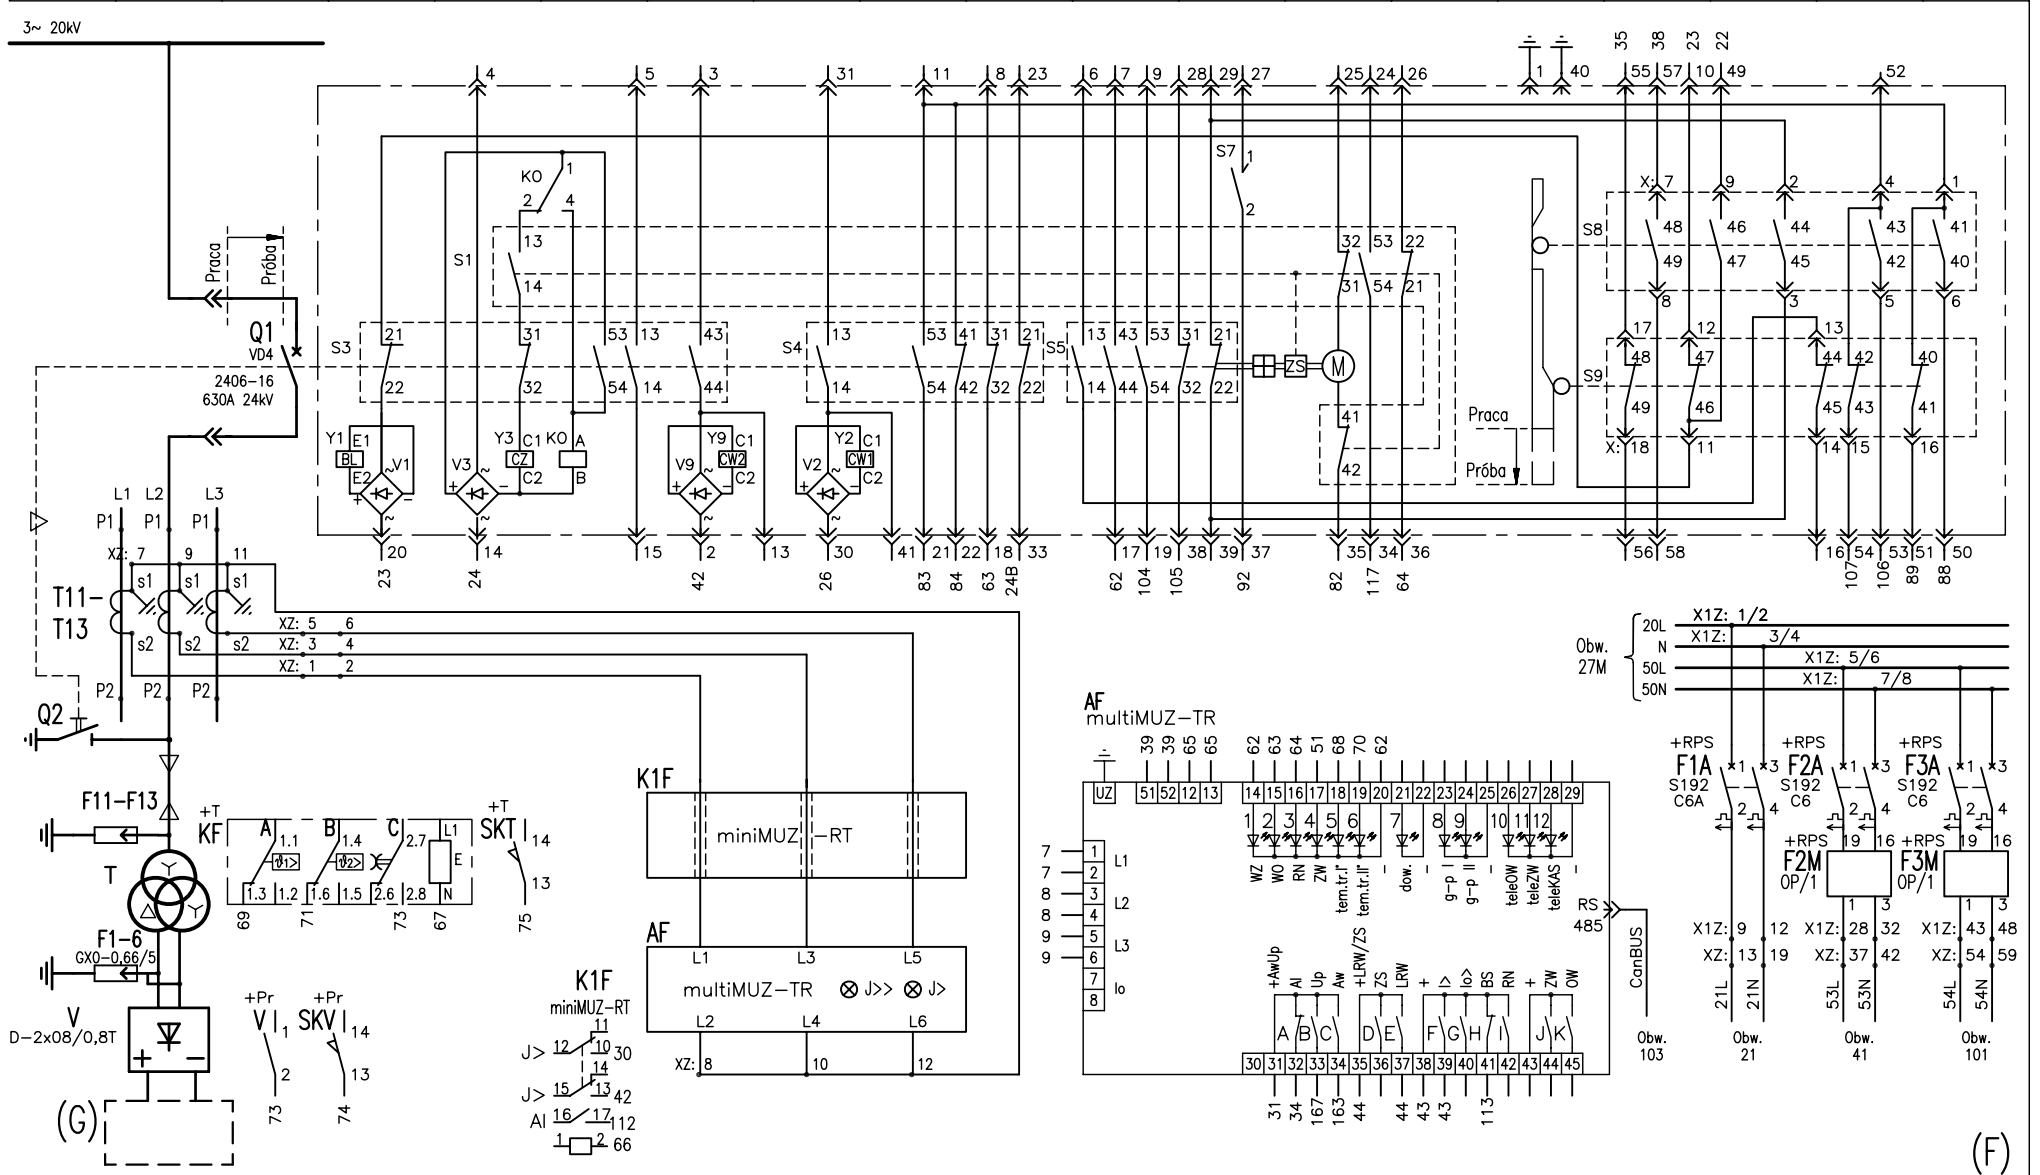 3~ 20kV
35 38 23 22
4 5 3 31 11 8 23 6 7 9 28 29 27 25 24 26 1 40 55 57 10 49 52
S7 1
2
KO 1
2 4
X: 7 9 2 4 1
Praca
Próba
S1 13
14
32 53 22
31 54 21
S8 48 46 44 43 41
49 47 45 42 40
8 3 5 6
Q1
VD4
2406-16
630A 24kV
S3 21 31 53 13 43
22 32 54 14 44
S4 13 53 41 31 21
14 54 42 32 22
S5 13 43 53 31 21
14 44 54 32 22
ZS M
41
42
17 12 13
S9 48 47 44 42 40
49 46 45 43 41
X: 18 11 14 15 16
Praca
Próba
Y1 E1
BL
E2 V1
~ + - ~
V3
~ + ~
Y3 C1
CZ
C2
KO A
B
V9
~ + - ~
Y9 C1
CW2
C2
V2
~ + - ~
Y2 C1
CW1
C2
20 14 15 2 13 30 41 21 22 18 33 17 19 38 39 37 35 34 36 56 58 16 54 53 51 50
23 24 42 26 83 84 63 24B 62 104 105 92 82 117 64 107 106 89 88
L1 L2 L3
P1 P1 P1
XZ: 7 9 11
s1 s1 s1
T11-
T13
s2 s2 s2
P2 P2 P2
XZ: 5 6
XZ: 3 4
XZ: 1 2
Q2
Obw.
27M
20L X1Z: 1/2
N X1Z: 3/4
50L X1Z: 5/6
50N X1Z: 7/8
F11-F13
+T
KF
A 1.1
ϑ1>
1.3 1.2
B 1.4
ϑ2>
1.6 1.5
C 2.7
2.6 2.8
L1
E
N
69 71 73 67
+T
SKT 14
13
75
T
F1-6
GXO-0,66/5
V
D-2x08/0,8T
+ -
(G)
+Pr
V 1
2
73
+Pr
SKV 14
13
74
K1F
miniMUZ-RT
AF
L1 L3 L5
multiMUZ-TR J>> J>
L2 L4 L6
XZ: 8 10 12
K1F
miniMUZ-RT
11
J> 12 10 30
14
J> 15 13 42
AI 16 17 112
1 2 66
AF
multiMUZ-TR
39 39 65 65 62 63 64 51 68 70 62
UZ 51 52 12 13 14 15 16 17 18 19 20 21 22 23 24 25 26 27 28 29
1 2 3 4 5 6 7 8 9 10 11 12
WZ WO RN ZW tem.tr.I° tem.tr.II° - dow. - g-p I g-p II - teleOW teleZW teleKAS -
7 1
L1
7 2
8 3
L2
8 4
9 5
L3
9 6
7
Io
8
RS
485
CanBUS
Obw.
103
+AwUp AI Up Aw +LRW/ZS ZS LRW + I> Io> BS RN + ZW OW
A B C D E F G H I J K
30 31 32 33 34 35 36 37 38 39 40 41 42 43 44 45
31 34 167 163 44 44 43 43 113
+RPS
F1A
S192
C6A
1 3
2 4
+RPS
F2A
S192
C6
1 3
2 4
+RPS
F3A
S192
C6
1 3
2 4
+RPS
F2M
OP/1
19 16
1 3
+RPS
F3M
OP/1
19 16
1 3
X1Z: 9 12 X1Z: 28 32 X1Z: 43 48
XZ: 13 19 XZ: 37 42 XZ: 54 59
21L 21N 53L 53N 54L 54N
Obw.
21
Obw.
41
Obw.
101
(F)